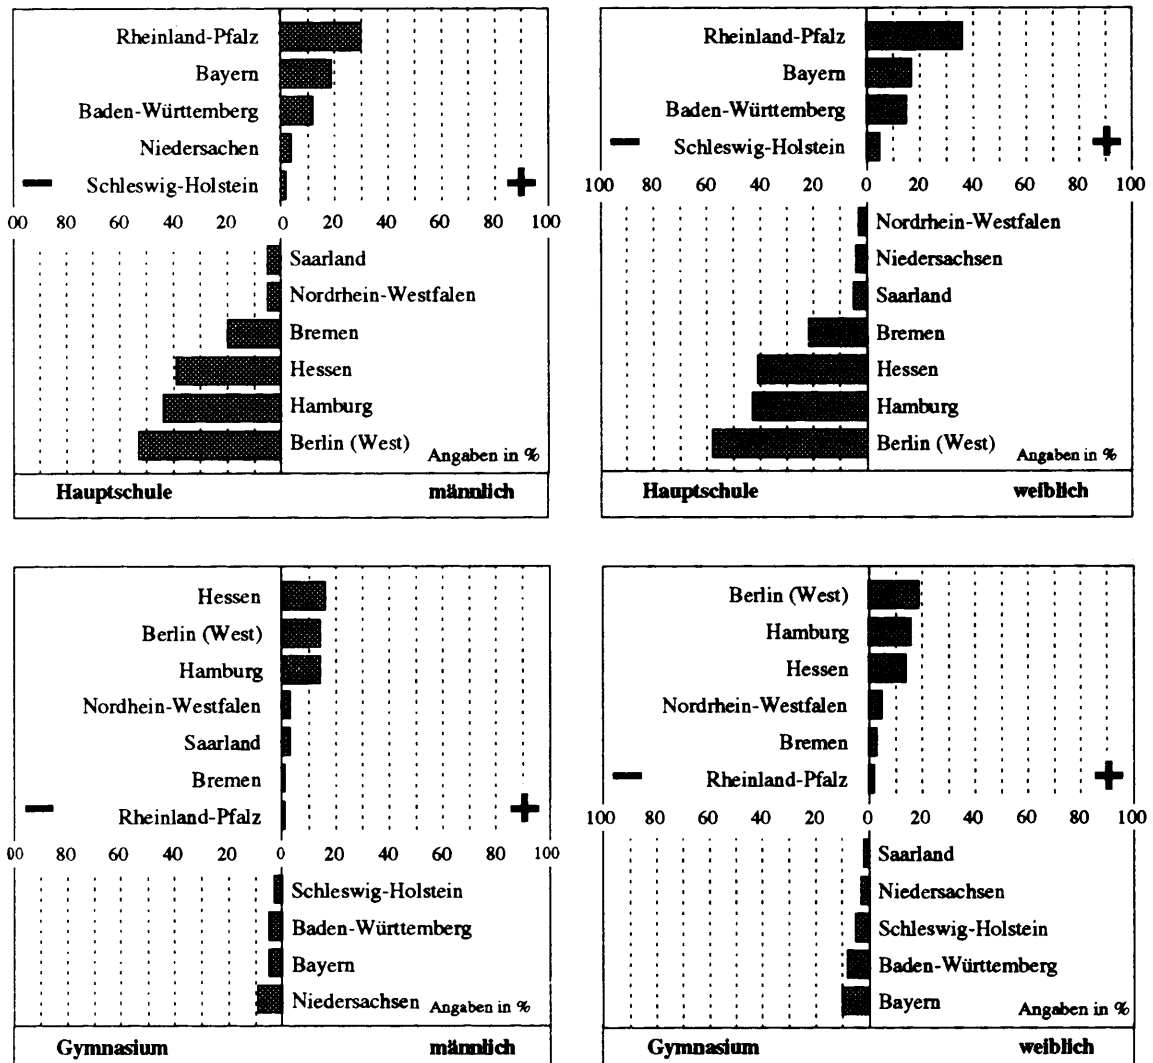 Rheinland-Pfalz
Bayern
Baden-Württemberg
Niedersachen
Schleswig-Holstein
00 80 60 40 20 0 20 40 60 80 100
Saarland
Nordrhein-Westfalen
Bremen
Hessen
Hamburg
Berlin (West) Angaben in %
Hauptschule männlich
Rheinland-Pfalz
Bayern
Baden-Württemberg
Schleswig-Holstein
100 80 60 40 20 0 20 40 60 80 100
Nordrhein-Westfalen
Niedersachsen
Saarland
Bremen
Hessen
Hamburg
Berlin (West) Angaben in %
Hauptschule weiblich
Hessen
Berlin (West)
Hamburg
Nordhein-Westfalen
Saarland
Bremen
Rheinland-Pfalz
00 80 60 40 20 0 20 40 60 80 100
Schleswig-Holstein
Baden-Württemberg
Bayern
Niedersachsen Angaben in %
Gymnasium männlich
Berlin (West)
Hamburg
Hessen
Nordrhein-Westfalen
Bremen
Rheinland-Pfalz
100 80 60 40 20 0 20 40 60 80 100
Saarland
Niedersachsen
Schleswig-Holstein
Baden-Württemberg
Bayern Angaben in %
Gymnasium weiblich